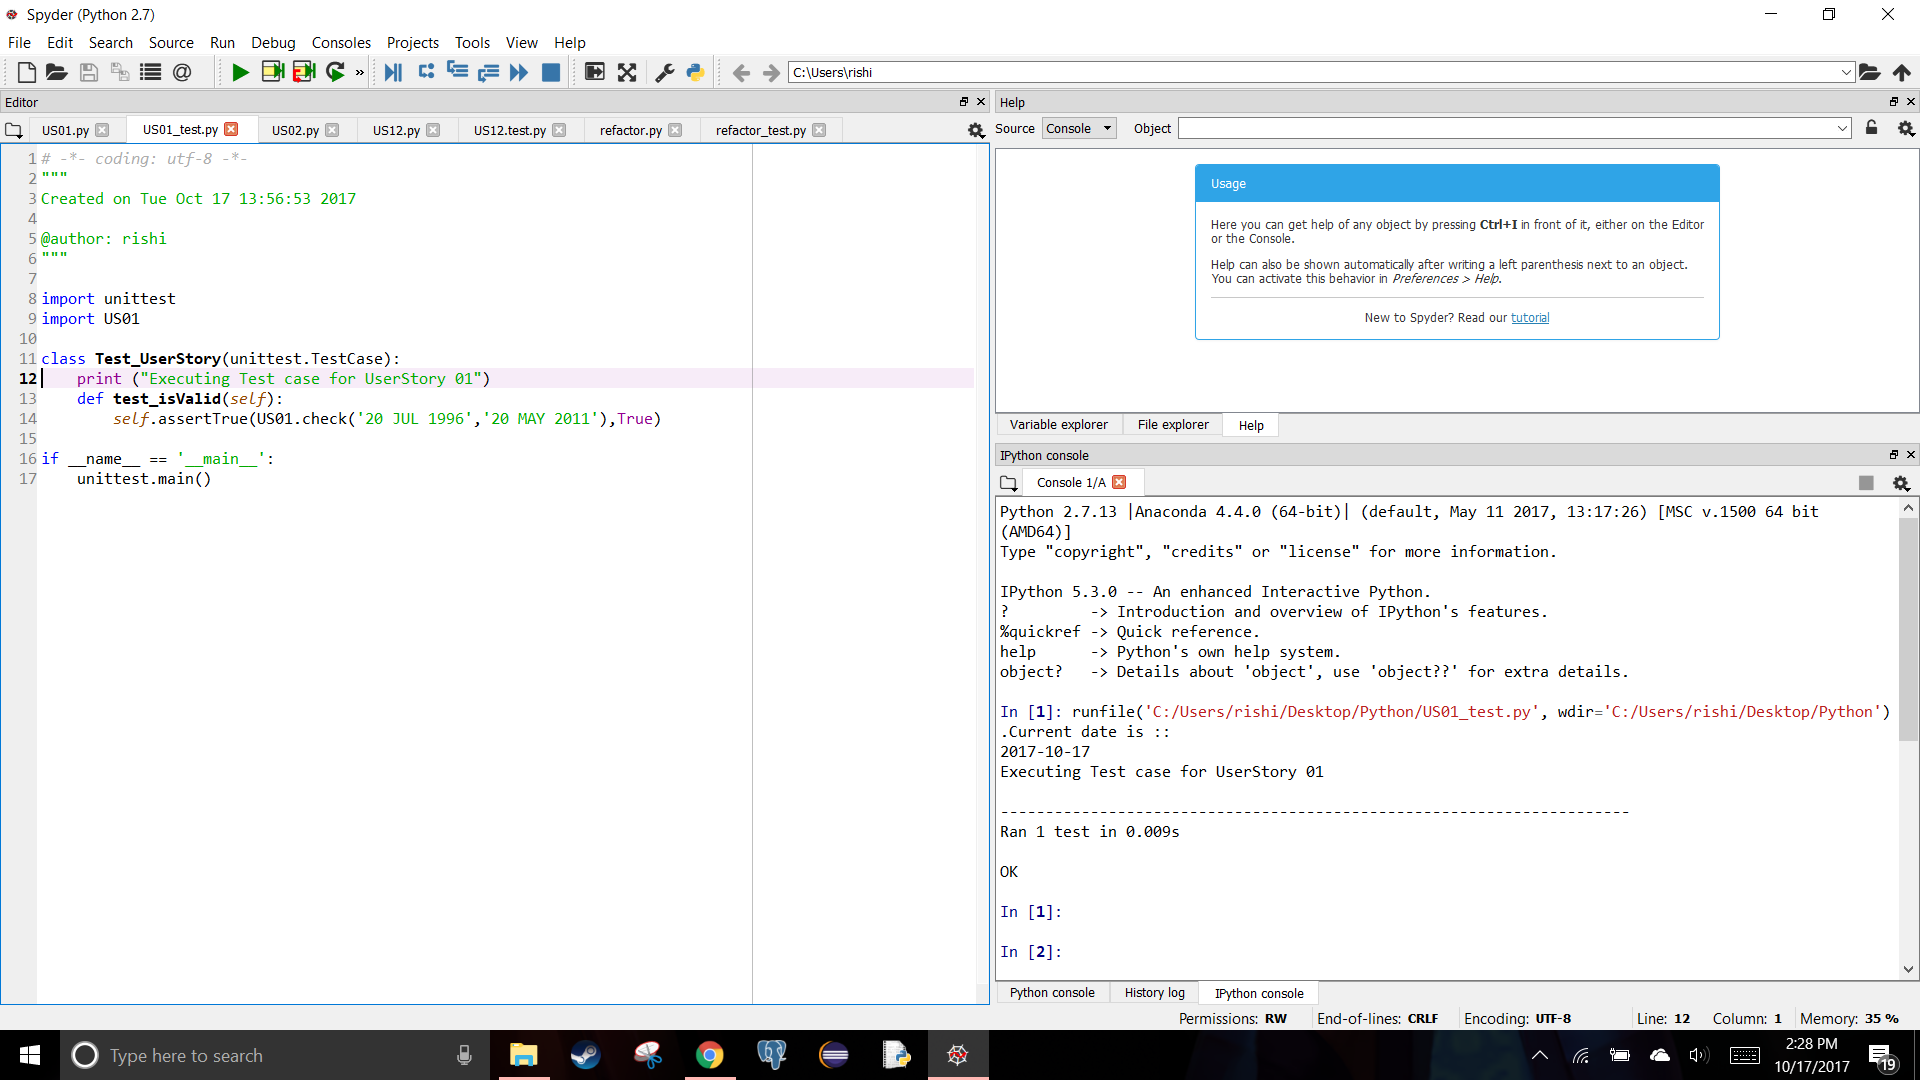 Spyder (Python 2.7)
File Edit Search Source Run Debug Consoles Projects Tools View Help
C:\Users\rishi
Editor
US01.py US01_test.py US02.py US12.py US12.test.py refactor.py refactor_test.py
1 # -*- coding: utf-8 -*-
2 """
3 Created on Tue Oct 17 13:56:53 2017
4
5 @author: rishi
6 """
7
8 import unittest
9 import US01
10
11 class Test_UserStory(unittest.TestCase):
12     print ("Executing Test case for UserStory 01")
13     def test_isValid(self):
14         self.assertTrue(US01.check('20 JUL 1996','20 MAY 2011'),True)
15
16 if __name__ == '__main__':
17     unittest.main()
Help
Source Console Object
Usage
Here you can get help of any object by pressing Ctrl+I in front of it, either on the Editor
or the Console.
Help can also be shown automatically after writing a left parenthesis next to an object.
You can activate this behavior in Preferences > Help.
New to Spyder? Read our tutorial
Variable explorer File explorer Help
IPython console
Console 1/A
Python 2.7.13 |Anaconda 4.4.0 (64-bit)| (default, May 11 2017, 13:17:26) [MSC v.1500 64 bit
(AMD64)]
Type "copyright", "credits" or "license" for more information.
IPython 5.3.0 -- An enhanced Interactive Python.
?         -> Introduction and overview of IPython's features.
%quickref -> Quick reference.
help      -> Python's own help system.
object?   -> Details about 'object', use 'object??' for extra details.
In [1]: runfile('C:/Users/rishi/Desktop/Python/US01_test.py', wdir='C:/Users/rishi/Desktop/Python')
.Current date is ::
2017-10-17
Executing Test case for UserStory 01
----------------------------------------------------------------------
Ran 1 test in 0.009s
OK
In [1]:
In [2]:
Python console History log IPython console
Permissions: RW End-of-lines: CRLF Encoding: UTF-8 Line: 12 Column: 1 Memory: 35 %
Type here to search
2:28 PM
10/17/2017
19